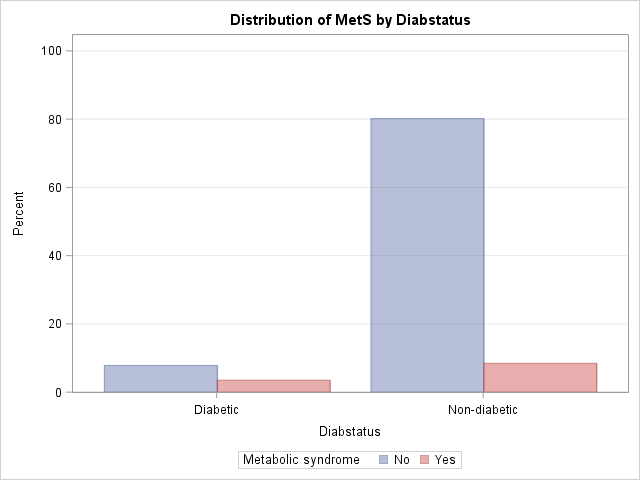 Distribution of MetS by Diabstatus
100
80
60
40
20
0
Percent
Diabetic Non-diabetic
Diabstatus
Metabolic syndrome No Yes